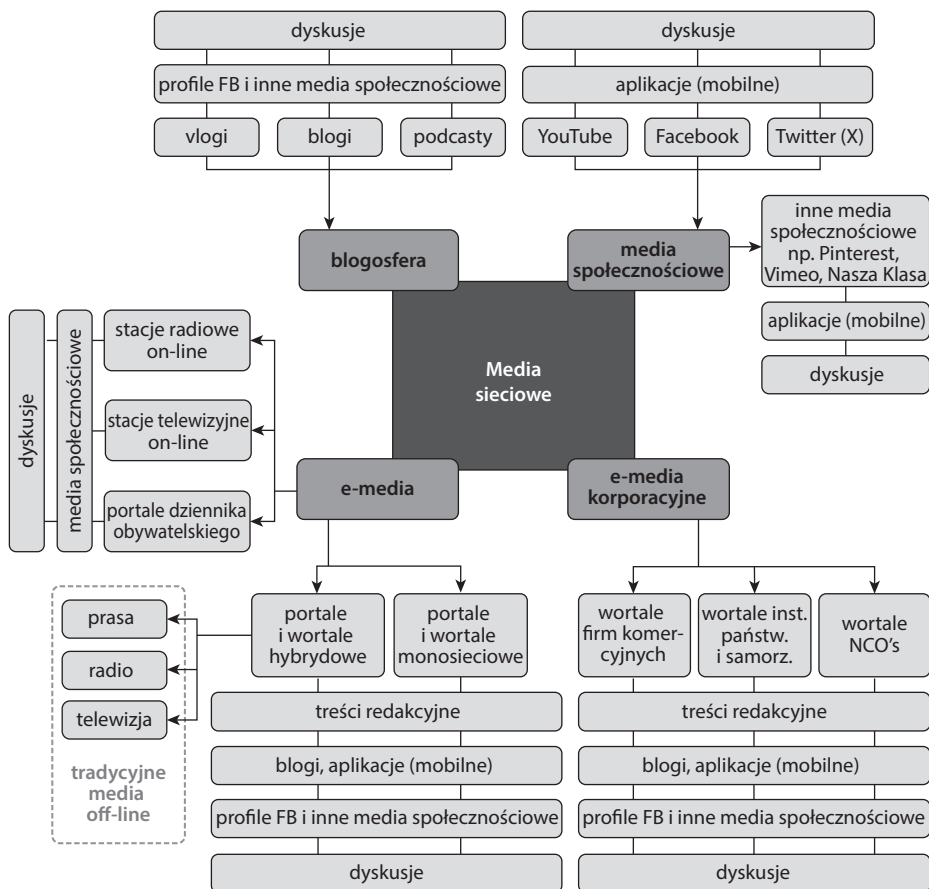 dyskusje
profile FB i inne media społecznościowe
vlogi
blogi
podcasty
dyskusje
aplikacje (mobilne)
YouTube
Facebook
Twitter (X)
blogosfera
media
społecznościowe
inne media
społecznościowe
np. Pinterest,
Vimeo, Nasza Klasa
aplikacje (mobilne)
dyskusje
Media
sieciowe
dyskusje
media społecznościowe
stacje radiowe
on-line
stacje telewizyjne
on-line
portale dziennika
obywatelskiego
e-media
e-media
korporacyjne
prasa
radio
telewizja
tradycyjne
media
off-line
portale
i wortale
hybrydowe
portale
i wortale
monosieciowe
treści redakcyjne
blogi, aplikacje (mobilne)
profile FB i inne media społecznościowe
dyskusje
wortale
firm komer-
cyjnych
wortale inst.
państw.
i samorz.
wortale
NCO's
treści redakcyjne
blogi, aplikacje (mobilne)
profile FB i inne media społecznościowe
dyskusje